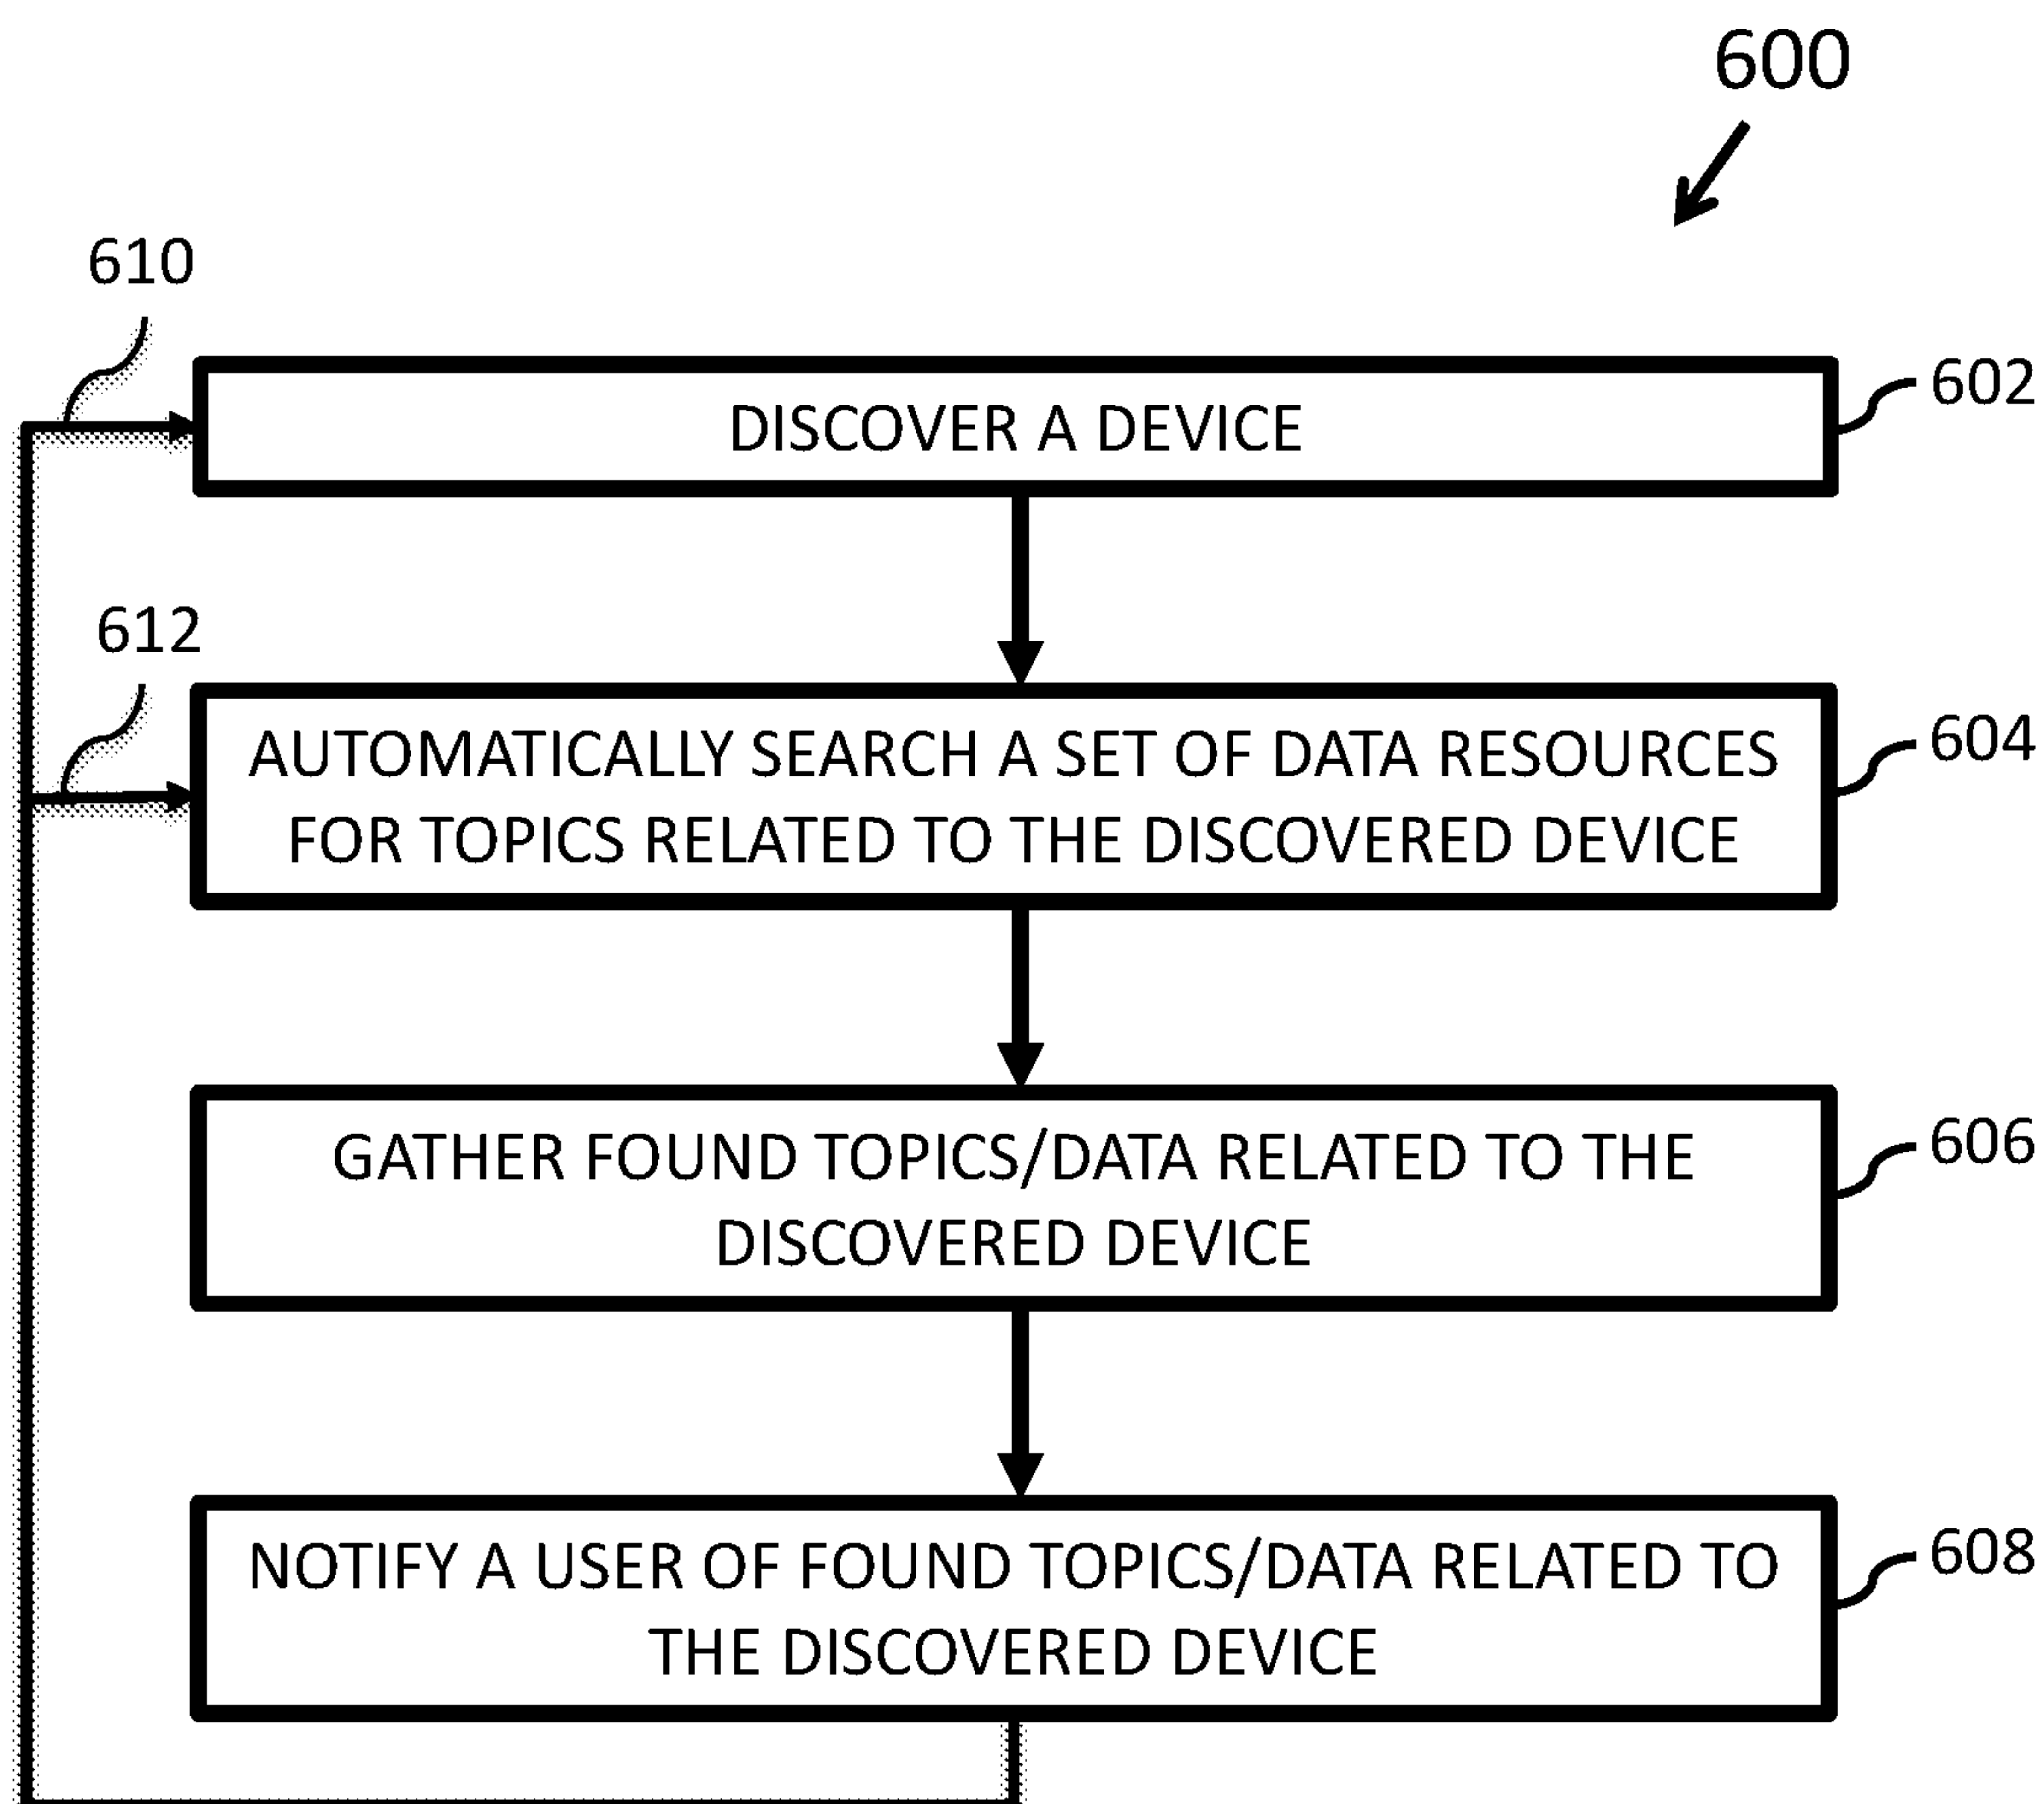 600
610
DISCOVER A DEVICE
602
612
AUTOMATICALLY SEARCH A SET OF DATA RESOURCES
FOR TOPICS RELATED TO THE DISCOVERED DEVICE
604
GATHER FOUND TOPICS/DATA RELATED TO THE
DISCOVERED DEVICE
606
NOTIFY A USER OF FOUND TOPICS/DATA RELATED TO
THE DISCOVERED DEVICE
608